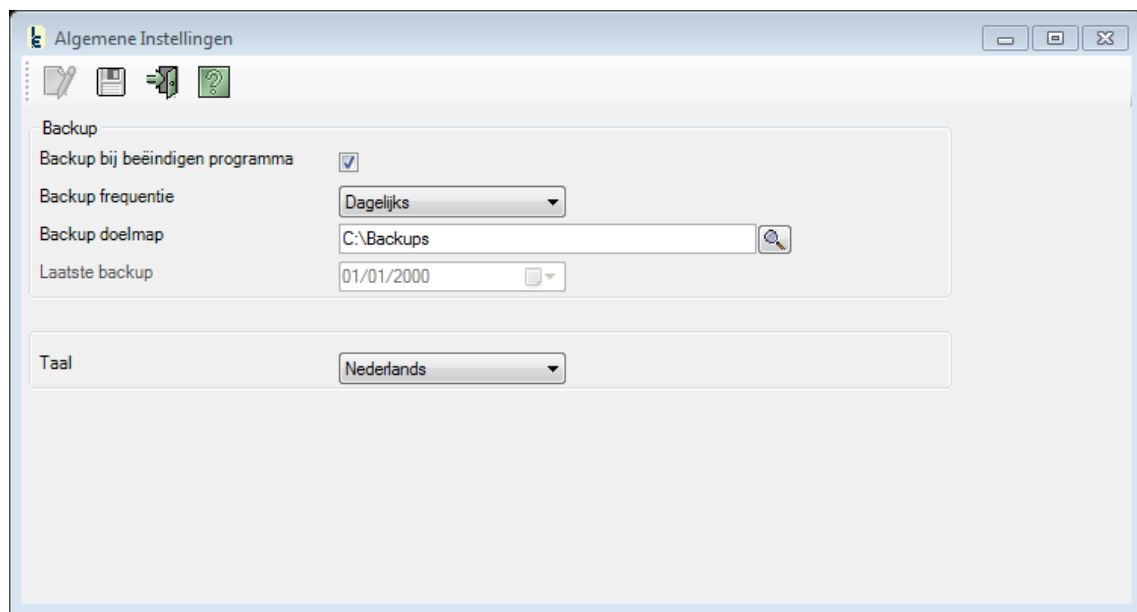 Algemene Instellingen
Backup
Backup bij beëindigen programma
Backup frequentie Dagelijks
Backup doelmap C:\Backups
Laatste backup 01/01/2000
Taal Nederlands